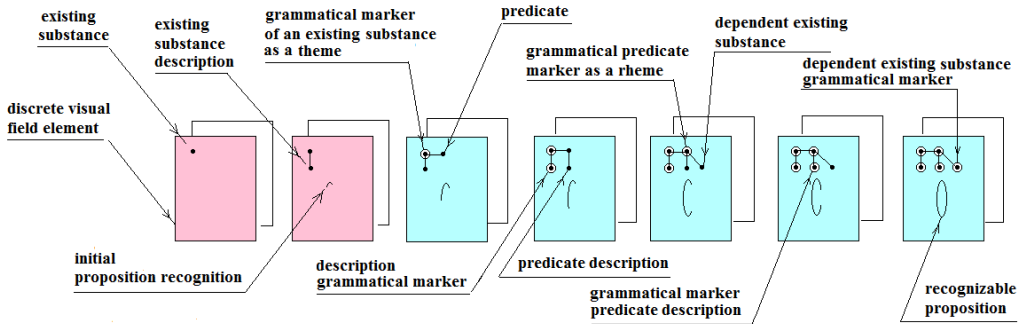 existing
substance
existing
substance
description
grammatical marker
of an existing substance
as a theme
predicate
grammatical predicate
marker as a rheme
dependent existing
substance
dependent existing substance
grammatical marker
discrete visual
field element
initial
proposition recognition
description
grammatical marker
predicate description
grammatical marker
predicate description
recognizable
proposition